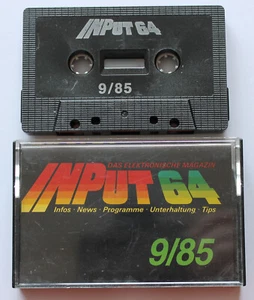 INPUT 64
9/85
DAS ELEKTRONISCHE MAGAZIN
INPUT 64
Infos · News · Programme · Unterhaltung · Tips
9/85